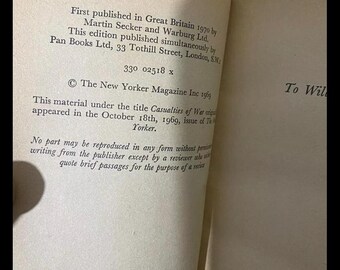 First published in Great Britain 1970 by
Martin Secker and Warburg Ltd.
This edition published simultaneously by
Pan Books Ltd, 33 Tothill Street, London,
330 02518 x
© The New Yorker Magazine Inc 1969
This material under the title Casualties of War
appeared in the October 18th, 1969, issue of
Yorker.
No part may be reproduced in any form without
writing from the publisher except by a reviewer who
quote brief passages for the purpose of a
To